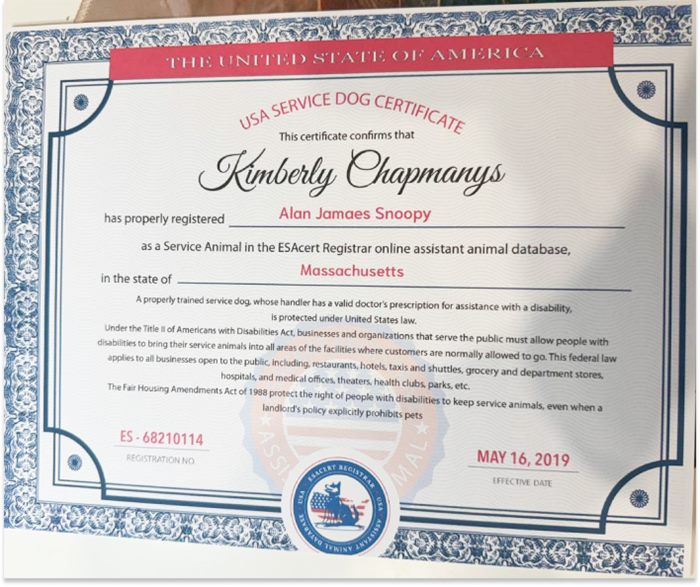 THE UNITED STATE OF AMERICA
USA SERVICE DOG CERTIFICATE
This certificate confirms that
Kimberly Chapmanys
has properly registered Alan Jamaes Snoopy
as a Service Animal in the ESAcert Registrar online assistant animal database,
in the state of Massachusetts
A properly trained service dog, whose handler has a valid doctor's prescription for assistance with a disability,
is protected under United States law.
Under the Title II of Americans with Disabilities Act, businesses and organizations that serve the public must allow people with
disabilities to bring their service animals into all areas of the facilities where customers are normally allowed to go. This federal law
applies to all businesses open to the public, including, restaurants, hotels, taxis and shuttles, grocery and department stores,
hospitals, and medical offices, theaters, health clubs, parks, etc.
The Fair Housing Amendments Act of 1988 protect the right of people with disabilities to keep service animals, even when a
landlord's policy explicitly prohibits pets
ES - 68210114
REGISTRATION NO.
MAY 16, 2019
EFFECTIVE DATE
ESACERT REGISTRAR
USA ASSISTANT ANIMAL DATABASE USA